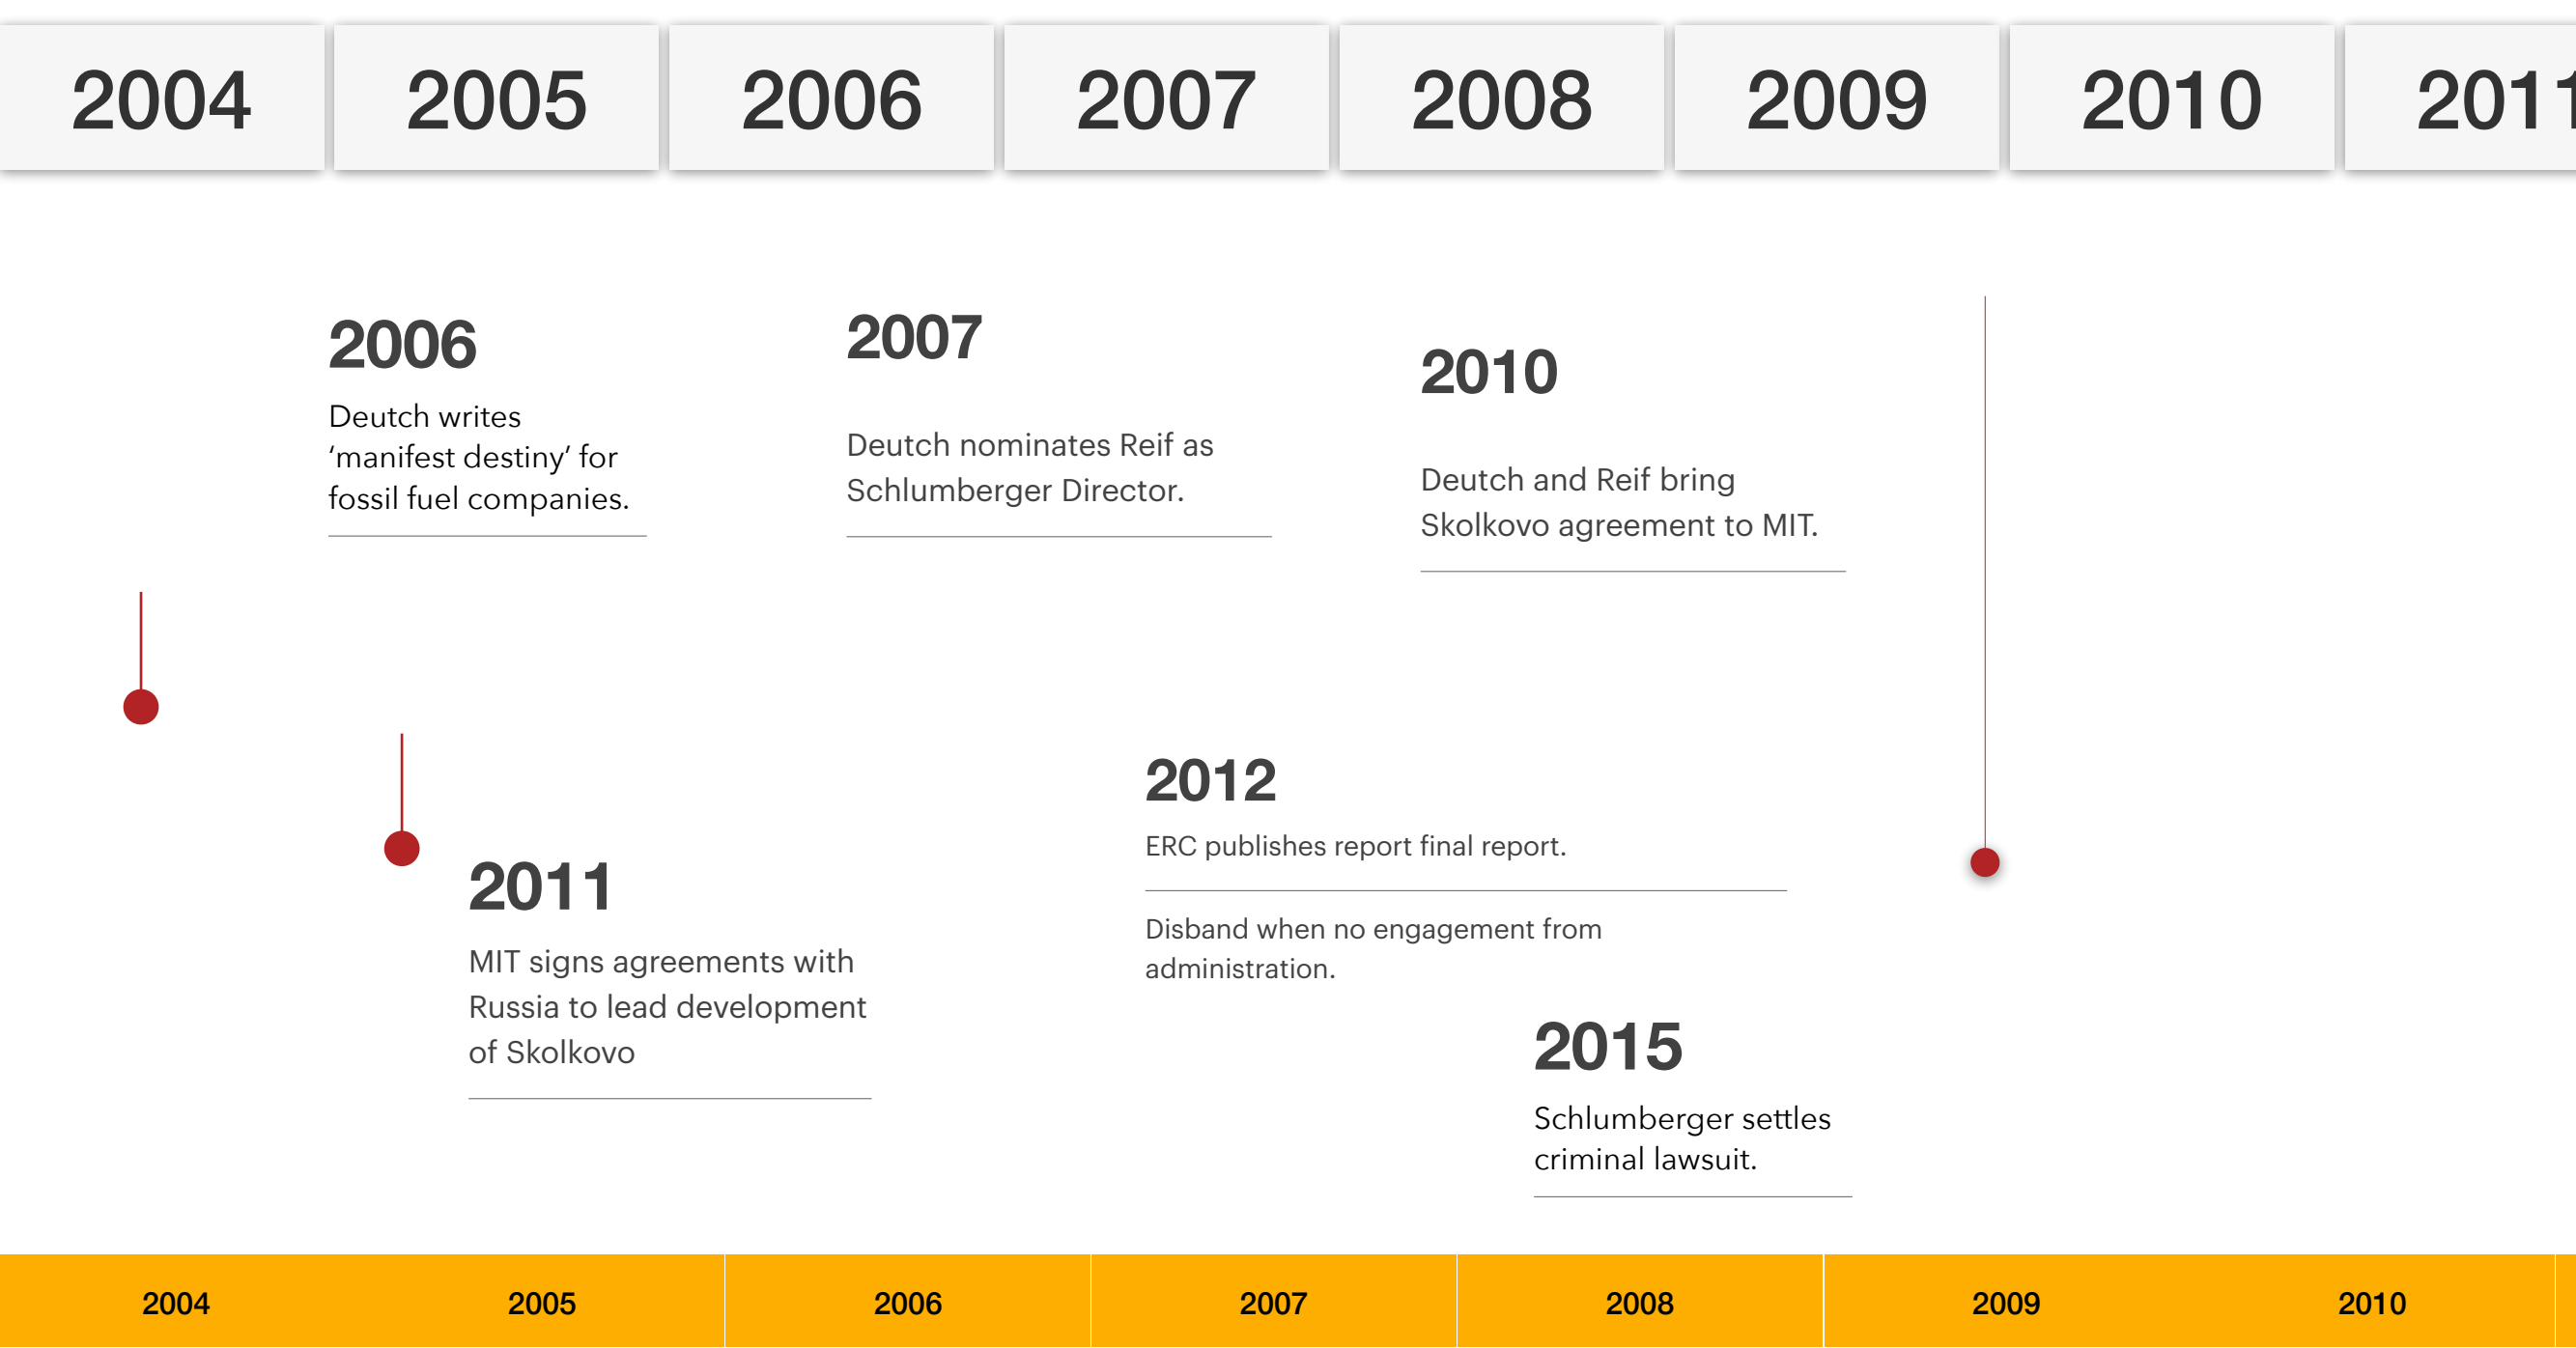 2004
2005
2006
2007
2008
2009
2010
2011
2006
Deutch writes
‘manifest destiny’ for
fossil fuel companies.
2007
Deutch nominates Reif as
Schlumberger Director.
2010
Deutch and Reif bring
Skolkovo agreement to MIT.
2011
MIT signs agreements with
Russia to lead development
of Skolkovo
2012
ERC publishes report final report.
Disband when no engagement from
administration.
2015
Schlumberger settles
criminal lawsuit.
2004
2005
2006
2007
2008
2009
2010